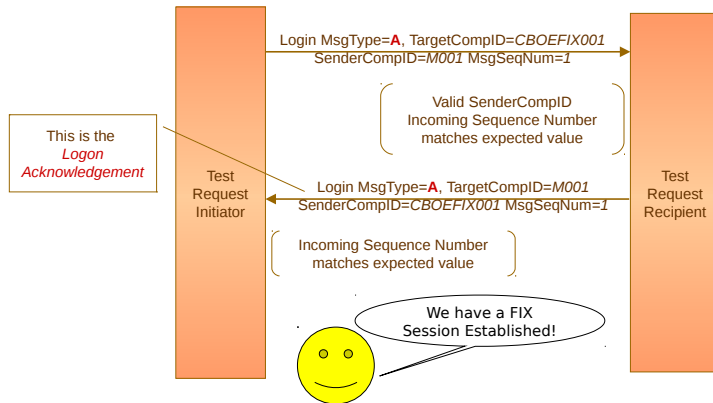 Login MsgType=A, TargetCompID=CBOEFIX001
SenderCompID=M001 MsgSeqNum=1
Valid SenderCompID
Incoming Sequence Number
matches expected value
This is the
Logon
Acknowledgement
Test
Request
Initiator
Test
Request
Recipient
Login MsgType=A, TargetCompID=M001
SenderCompID=CBOEFIX001 MsgSeqNum=1
Incoming Sequence Number
matches expected value
We have a FIX
Session Established!